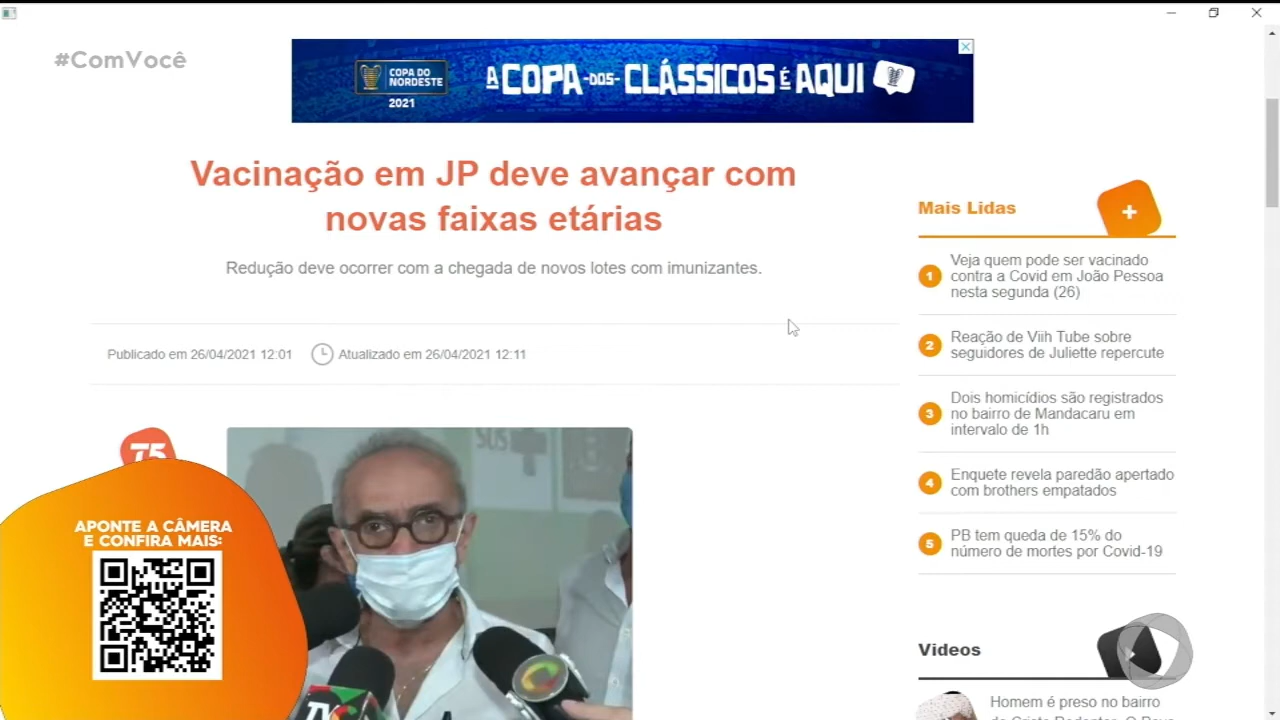 #ComVocê
COPA DO
NORDESTE
2021
A COPA -DOS- CLÁSSICOS É AQUI
Vacinação em JP deve avançar com
novas faixas etárias
Redução deve ocorrer com a chegada de novos lotes com imunizantes.
Publicado em 26/04/2021 12:01
Atualizado em 26/04/2021 12:11
75
SUS
APONTE A CÂMERA
E CONFIRA MAIS:
Mais Lidas
+
1
Veja quem pode ser vacinado
contra a Covid em João Pessoa
nesta segunda (26)
2
Reação de Viih Tube sobre
seguidores de Juliette repercute
3
Dois homicídios são registrados
no bairro de Mandacaru em
intervalo de 1h
4
Enquete revela paredão apertado
com brothers empatados
5
PB tem queda de 15% do
número de mortes por Covid-19
Videos
Homem é preso no bairro